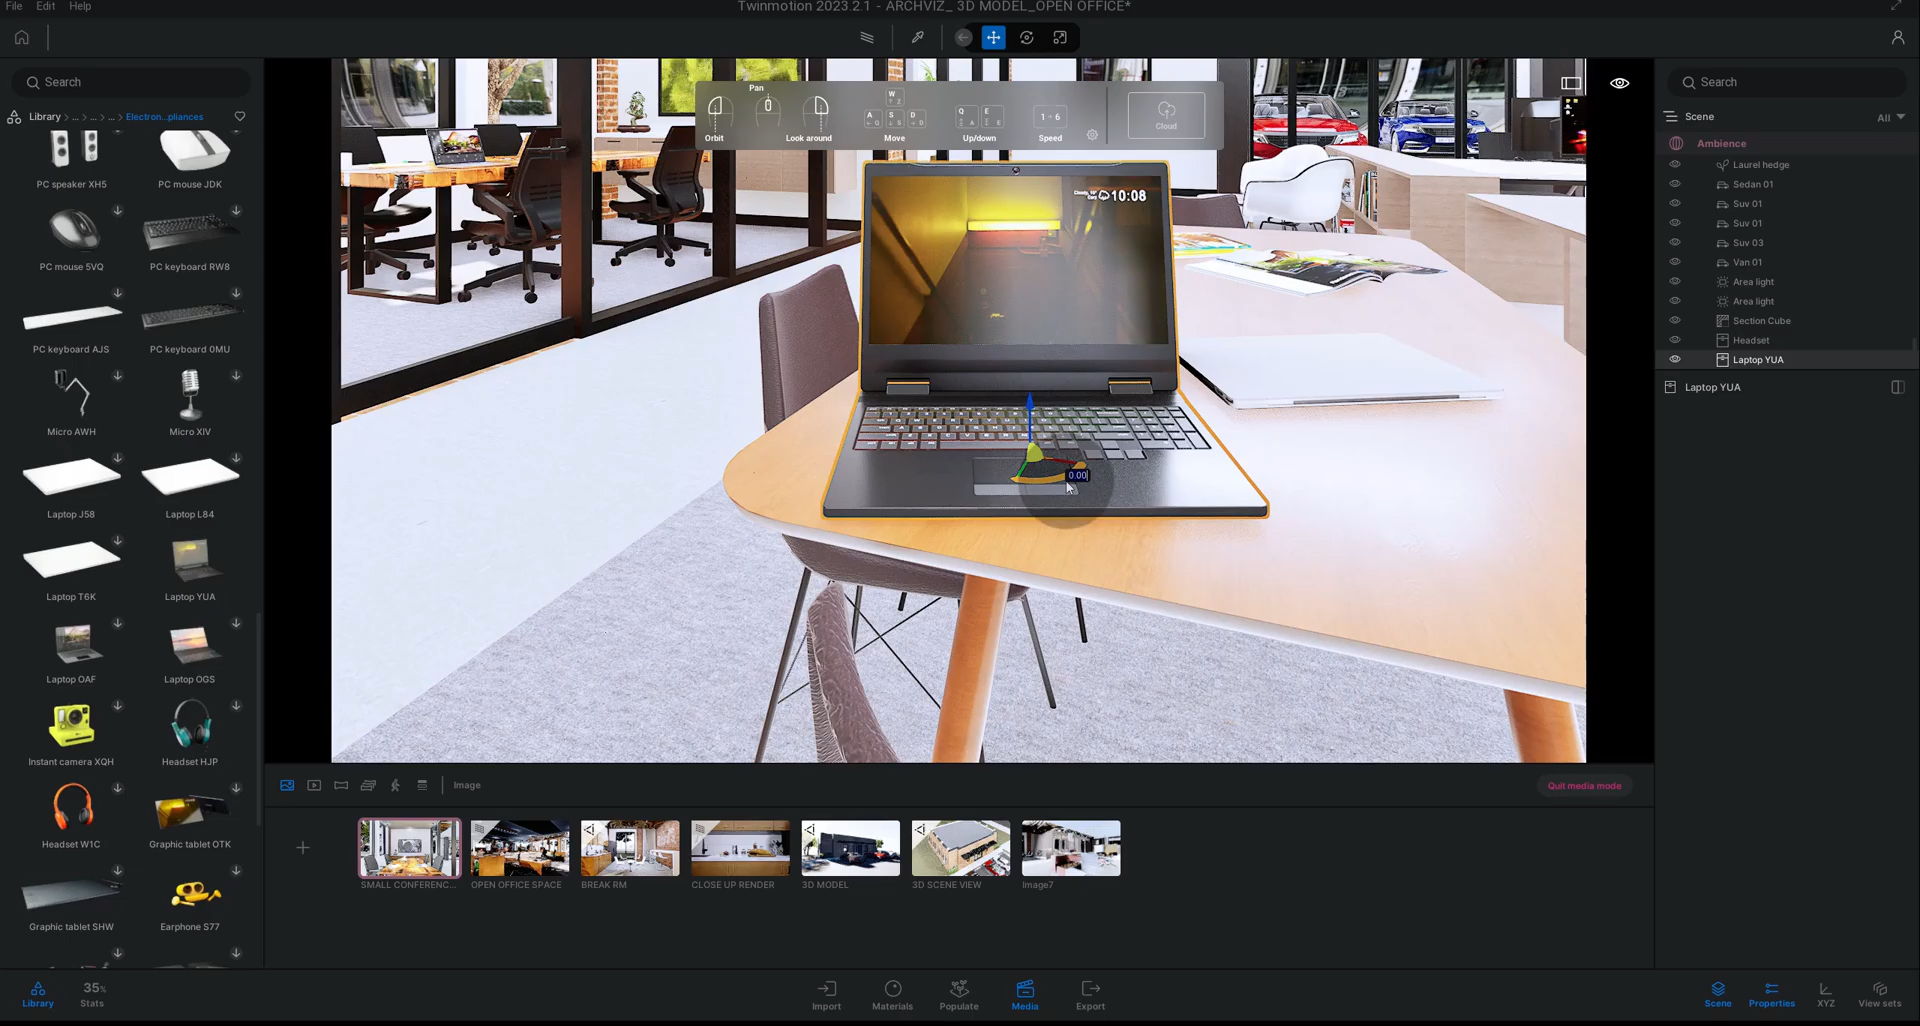 File Edit Help
Twinmotion 2023.2.1 - ARCHVIZ_ 3D MODEL_OPEN OFFICE*
Search
Library > ... > ... > ... > Electron...pliances
PC speaker XH5
PC mouse JDK
PC mouse 5VQ
PC keyboard RW8
PC keyboard AJS
PC keyboard 0MU
Micro AWH
Micro XIV
Laptop J58
Laptop L84
Laptop T6K
Laptop YUA
Laptop OAF
Laptop OGS
Instant camera XQH
Headset HJP
Headset W1C
Graphic tablet OTK
Graphic tablet SHW
Earphone S77
Pan
Orbit
Look around
W
A S D
Move
Q E
Up/down
1 ÷ 6
Speed
Cloud
10:08
0.00
Search
Scene
All
Ambience
Laurel hedge
Sedan 01
Suv 01
Suv 01
Suv 03
Van 01
Area light
Area light
Section Cube
Headset
Laptop YUA
Laptop YUA
Image
Quit media mode
SMALL CONFERENC...
OPEN OFFICE SPACE
BREAK RM
CLOSE UP RENDER
3D MODEL
3D SCENE VIEW
Image7
Library
35%
Stats
Import
Materials
Populate
Media
Export
Scene
Properties
XYZ
View sets